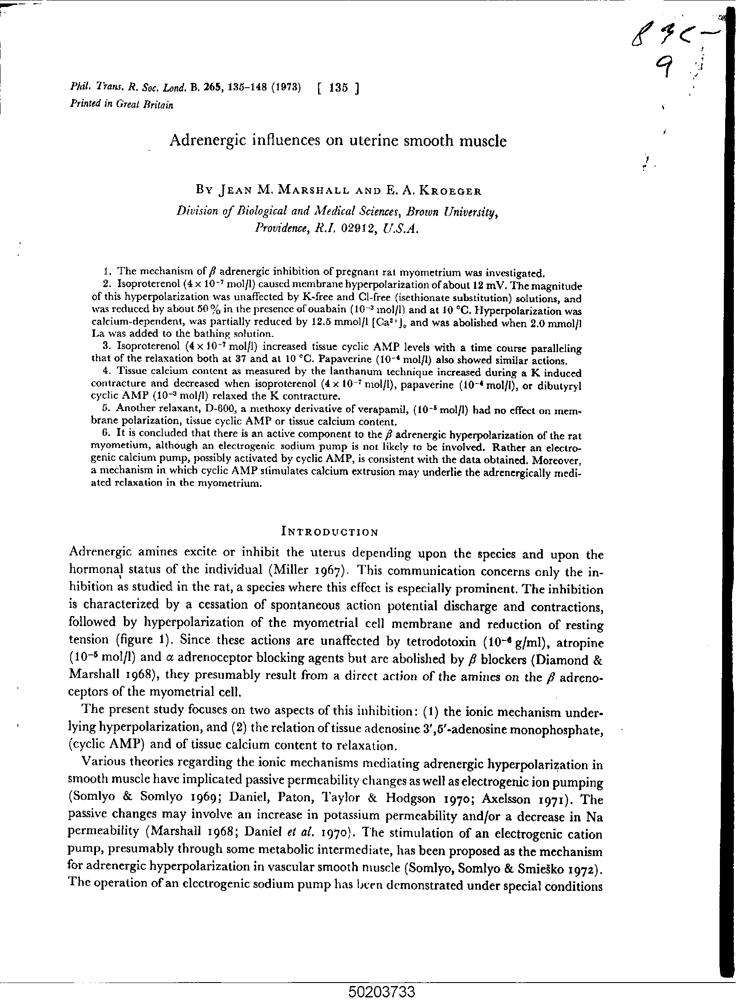 83C-
9
Phil. Trans. R. Soc. Lond. B. 265, 135–148 (1973) [ 135 ]
Printed in Great Britain
Adrenergic influences on uterine smooth muscle
By Jean M. Marshall and E. A. Kroeger
Division of Biological and Medical Sciences, Brown University,
Providence, R.I. 02912, U.S.A.
1. The mechanism of β adrenergic inhibition of pregnant rat myometrium was investigated.
2. Isoproterenol (4 × 10⁻⁷ mol/l) caused membrane hyperpolarization of about 12 mV. The magnitude
of this hyperpolarization was unaffected by K-free and Cl-free (isethionate substitution) solutions, and
was reduced by about 50 % in the presence of ouabain (10⁻³ mol/l) and at 10 °C. Hyperpolarization was
calcium-dependent, was partially reduced by 12.5 mmol/l [Ca²⁺]ₒ and was abolished when 2.0 mmol/l
La was added to the bathing solution.
3. Isoproterenol (4 × 10⁻⁷ mol/l) increased tissue cyclic AMP levels with a time course paralleling
that of the relaxation both at 37 and at 10 °C. Papaverine (10⁻⁴ mol/l) also showed similar actions.
4. Tissue calcium content as measured by the lanthanum technique increased during a K induced
contracture and decreased when isoproterenol (4 × 10⁻⁷ mol/l), papaverine (10⁻⁴ mol/l), or dibutyryl
cyclic AMP (10⁻³ mol/l) relaxed the K contracture.
5. Another relaxant, D-600, a methoxy derivative of verapamil, (10⁻⁵ mol/l) had no effect on mem-
brane polarization, tissue cyclic AMP or tissue calcium content.
6. It is concluded that there is an active component to the β adrenergic hyperpolarization of the rat
myometium, although an electrogenic sodium pump is not likely to be involved. Rather an electro-
genic calcium pump, possibly activated by cyclic AMP, is consistent with the data obtained. Moreover,
a mechanism in which cyclic AMP stimulates calcium extrusion may underlie the adrenergically medi-
ated relaxation in the myometrium.
Introduction
Adrenergic amines excite or inhibit the uterus depending upon the species and upon the
hormonal status of the individual (Miller 1967). This communication concerns only the in-
hibition as studied in the rat, a species where this effect is especially prominent. The inhibition
is characterized by a cessation of spontaneous action potential discharge and contractions,
followed by hyperpolarization of the myometrial cell membrane and reduction of resting
tension (figure 1). Since these actions are unaffected by tetrodotoxin (10⁻⁶ g/ml), atropine
(10⁻⁵ mol/l) and α adrenoceptor blocking agents but are abolished by β blockers (Diamond &
Marshall 1968), they presumably result from a direct action of the amines on the β adreno-
ceptors of the myometrial cell.
The present study focuses on two aspects of this inhibition: (1) the ionic mechanism under-
lying hyperpolarization, and (2) the relation of tissue adenosine 3′,5′-adenosine monophosphate,
(cyclic AMP) and of tissue calcium content to relaxation.
Various theories regarding the ionic mechanisms mediating adrenergic hyperpolarization in
smooth muscle have implicated passive permeability changes as well as electrogenic ion pumping
(Somlyo & Somlyo 1969; Daniel, Paton, Taylor & Hodgson 1970; Axelsson 1971). The
passive changes may involve an increase in potassium permeability and/or a decrease in Na
permeability (Marshall 1968; Daniel et al. 1970). The stimulation of an electrogenic cation
pump, presumably through some metabolic intermediate, has been proposed as the mechanism
for adrenergic hyperpolarization in vascular smooth muscle (Somlyo, Somlyo & Smieško 1972).
The operation of an electrogenic sodium pump has been demonstrated under special conditions
50203733